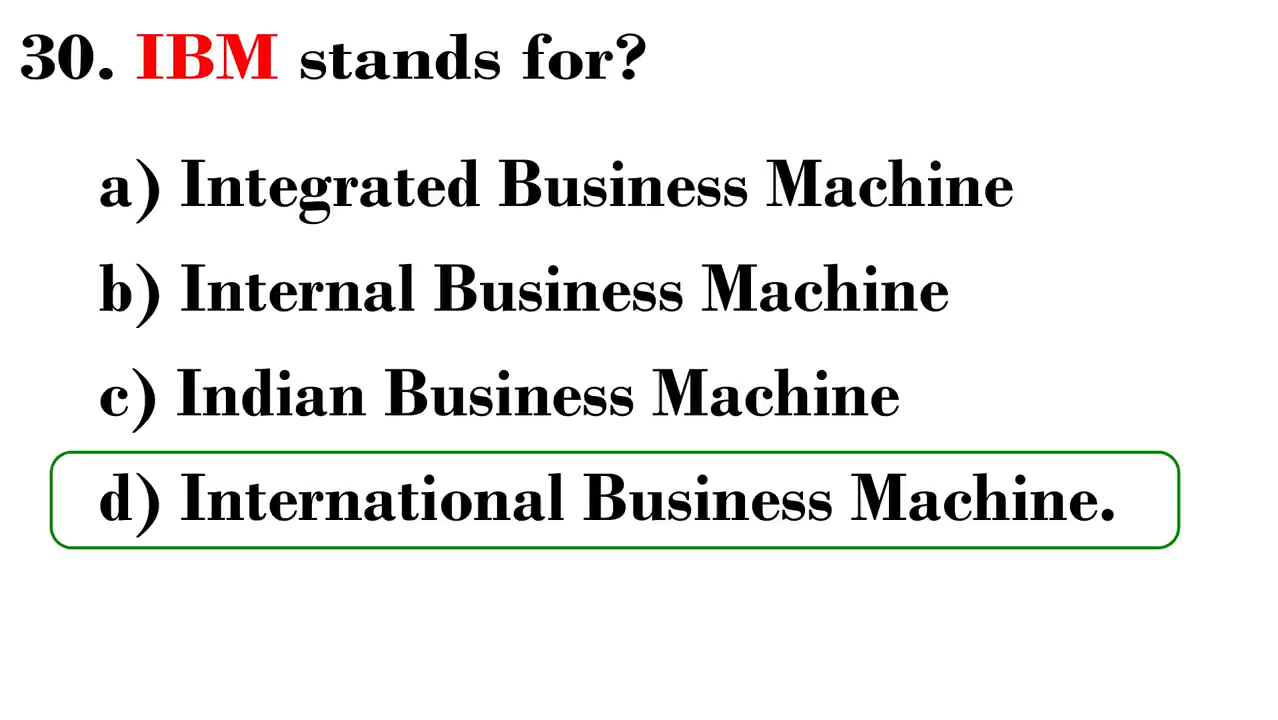 30. IBM stands for?
a) Integrated Business Machine
b) Internal Business Machine
c) Indian Business Machine
d) International Business Machine.